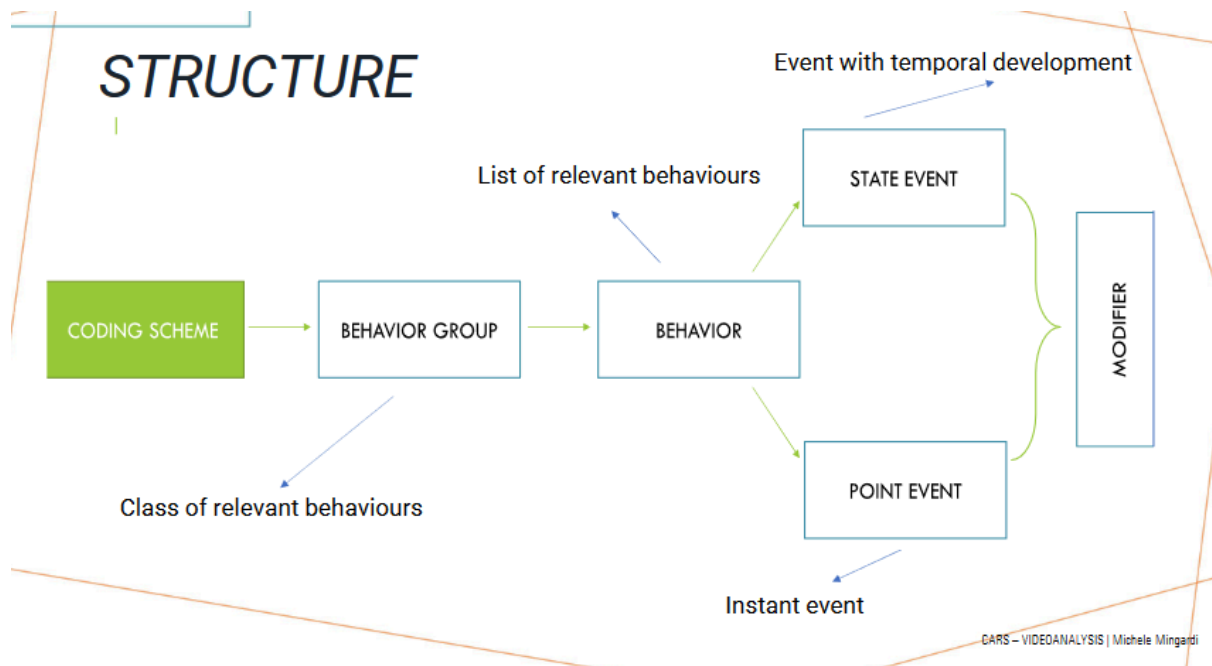 STRUCTURE
Event with temporal development
STATE EVENT
List of relevant behaviours
CODING SCHEME
BEHAVIOR GROUP
BEHAVIOR
MODIFIER
Class of relevant behaviours
POINT EVENT
Instant event
CARS – VIDEOANALYSIS | Michele Mingardi